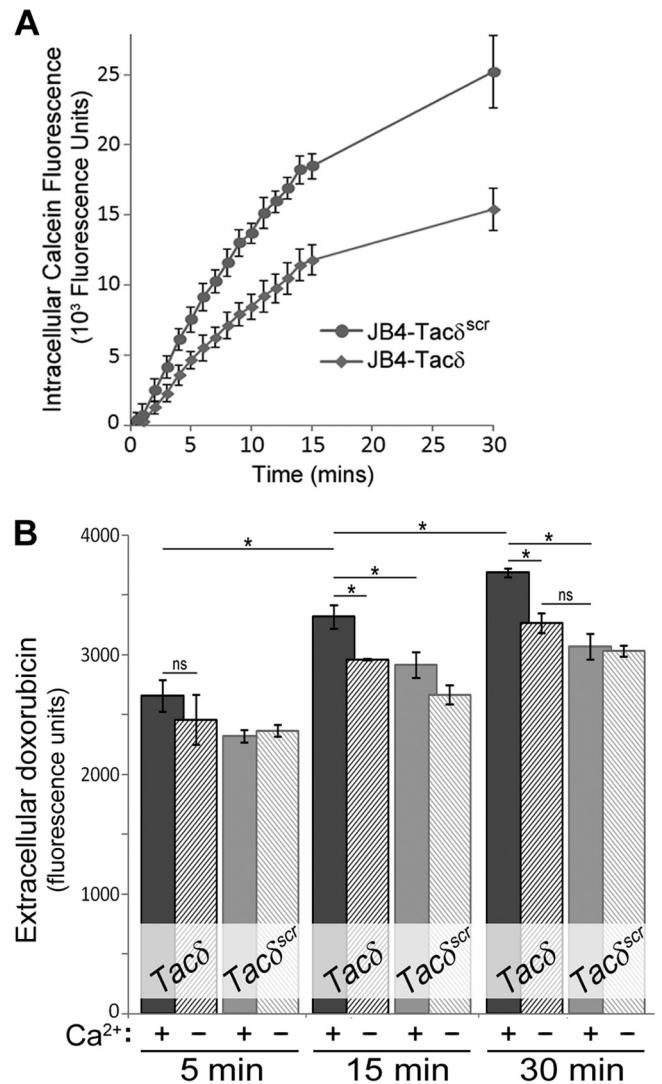 A
Intracellular Calcein Fluorescence
(10³ Fluorescence Units)
25
20
15
10
5
0
JB4-Tacδˢᶜʳ
JB4-Tacδ
0 5 10 15 20 25 30
Time (mins)
B
Extracellular doxorubicin
(fluorescence units)
4000
3000
2000
1000
0
* *
* *
* *
ns ns
Tacδ Tacδˢᶜʳ Tacδ Tacδˢᶜʳ Tacδ Tacδˢᶜʳ
Ca²⁺: + − + − + − + − + − + −
5 min 15 min 30 min